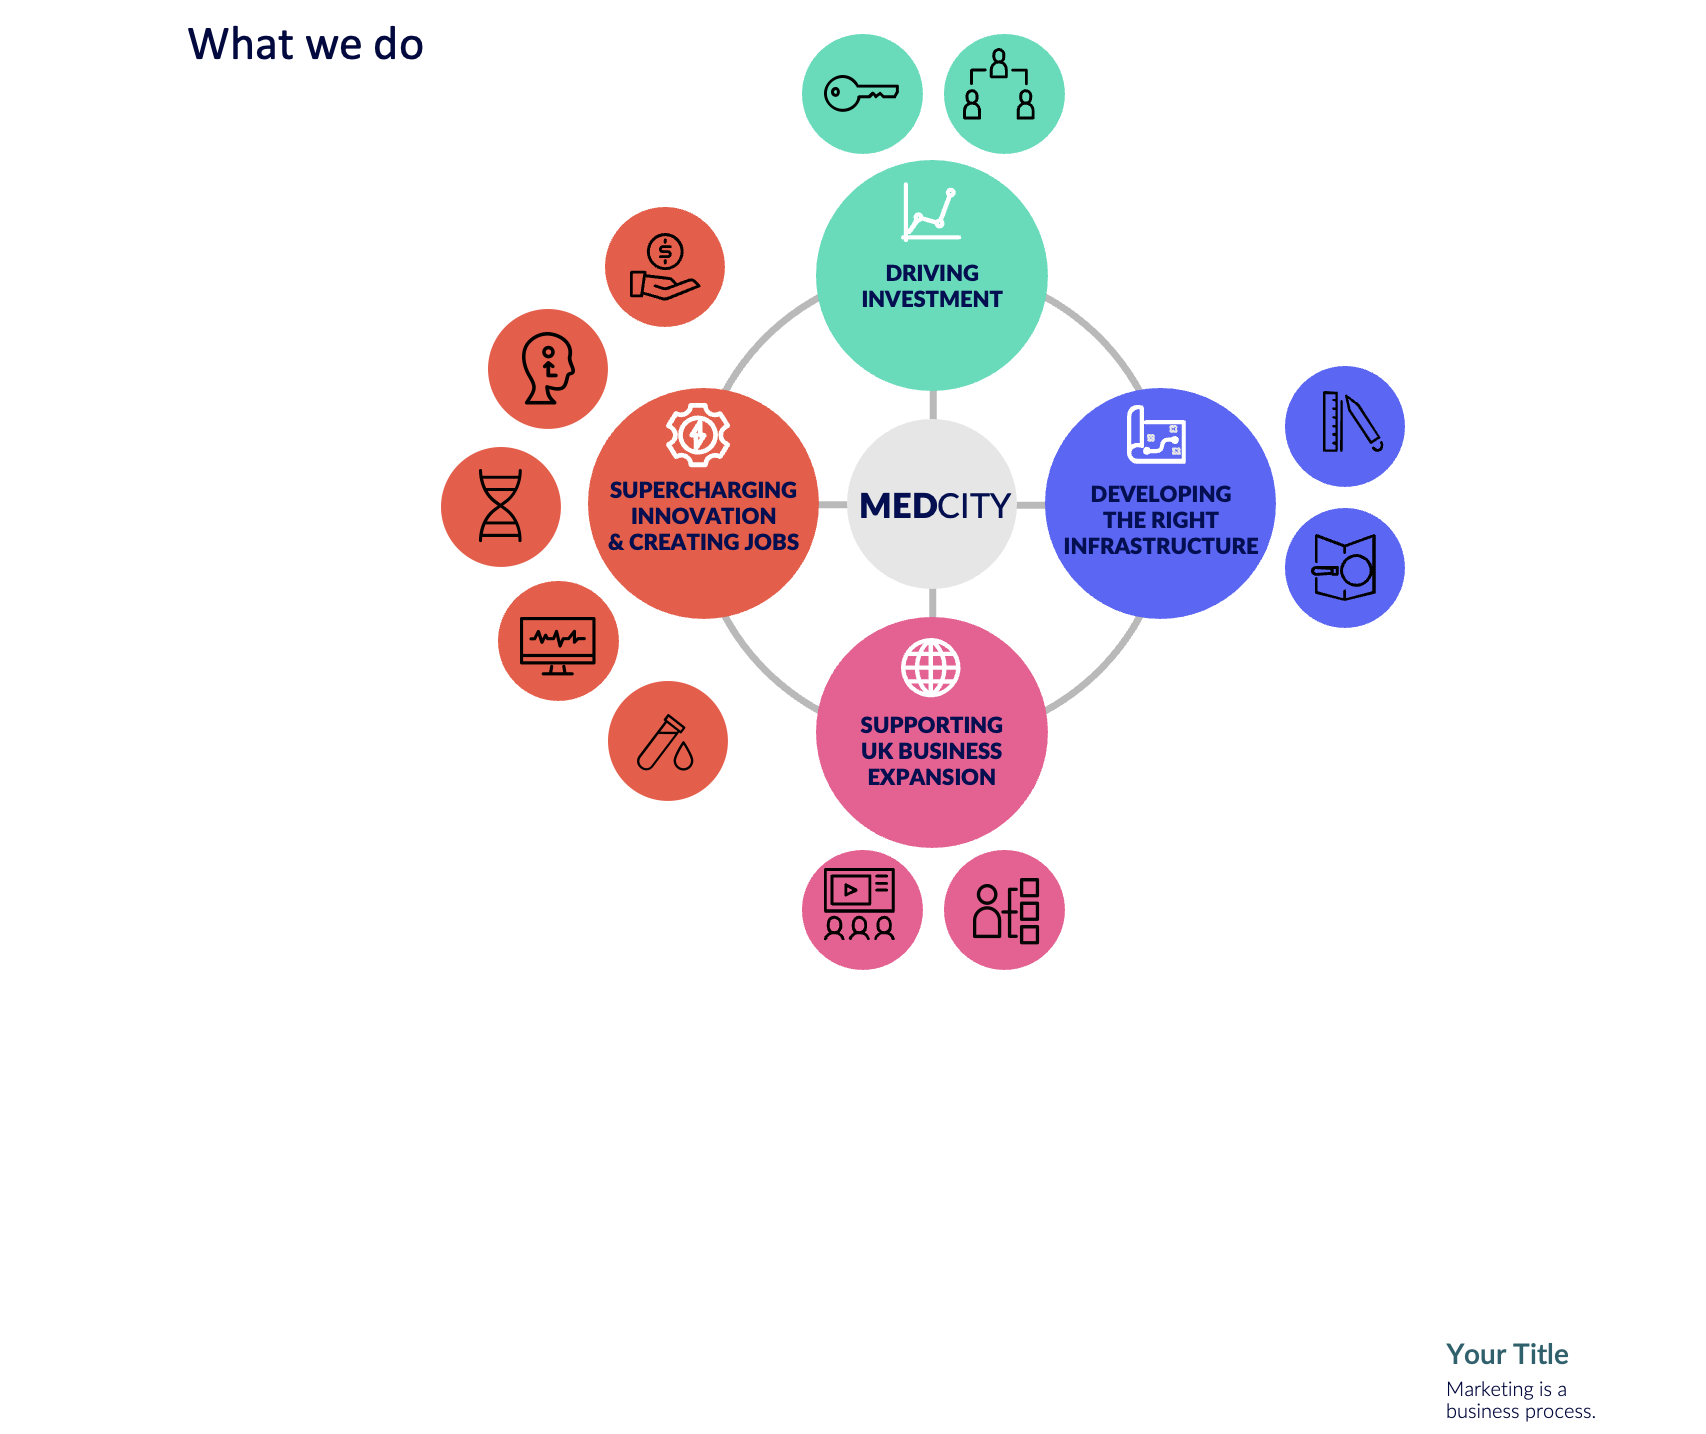 What we do
DRIVING
INVESTMENT
SUPERCHARGING
INNOVATION
& CREATING JOBS
MEDCITY
DEVELOPING
THE RIGHT
INFRASTRUCTURE
SUPPORTING
UK BUSINESS
EXPANSION
Your Title
Marketing is a
business process.